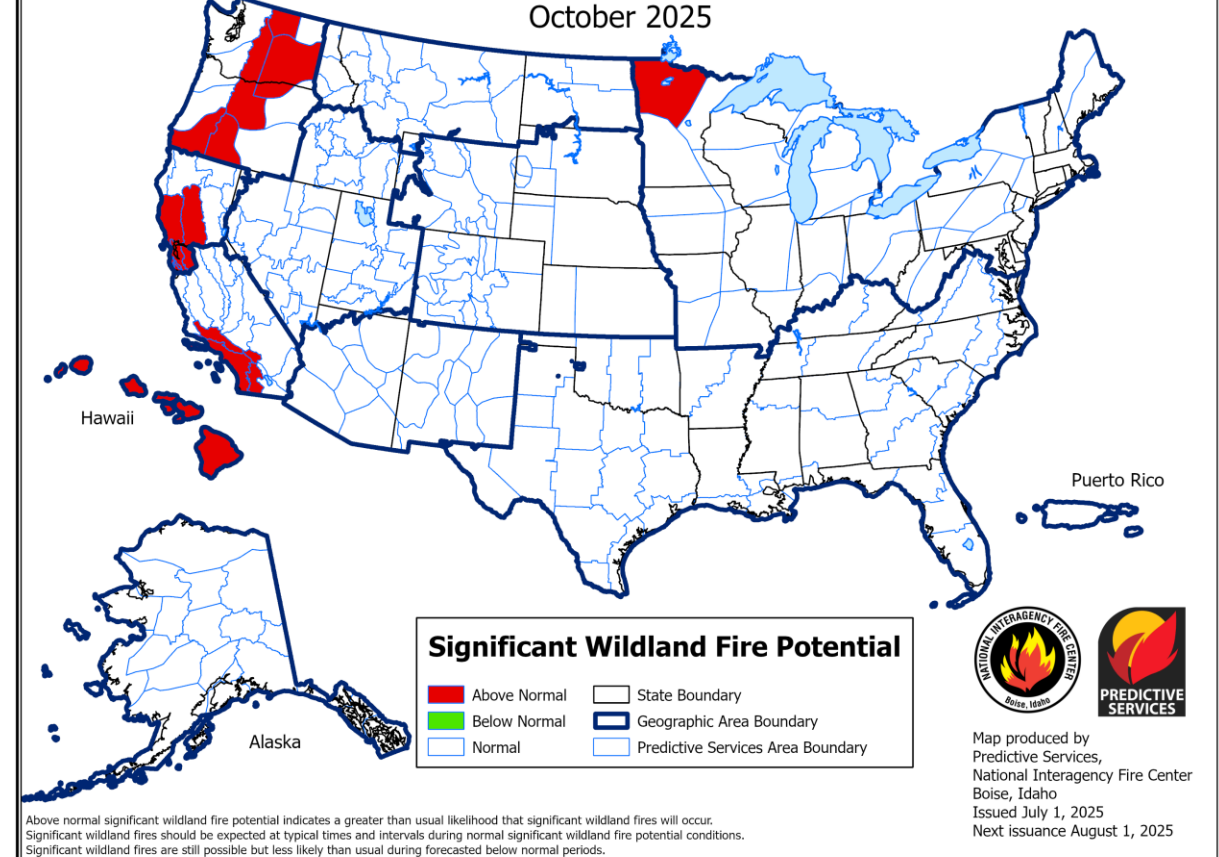 October 2025
Hawaii
Puerto Rico
Alaska
Significant Wildland Fire Potential
Above Normal
Below Normal
Normal
State Boundary
Geographic Area Boundary
Predictive Services Area Boundary
NATIONAL INTERAGENCY FIRE CENTER
Boise, Idaho
PREDICTIVE
SERVICES
Map produced by
Predictive Services,
National Interagency Fire Center
Boise, Idaho
Issued July 1, 2025
Next issuance August 1, 2025
Above normal significant wildland fire potential indicates a greater than usual likelihood that significant wildland fires will occur.
Significant wildland fires should be expected at typical times and intervals during normal significant wildland fire potential conditions.
Significant wildland fires are still possible but less likely than usual during forecasted below normal periods.